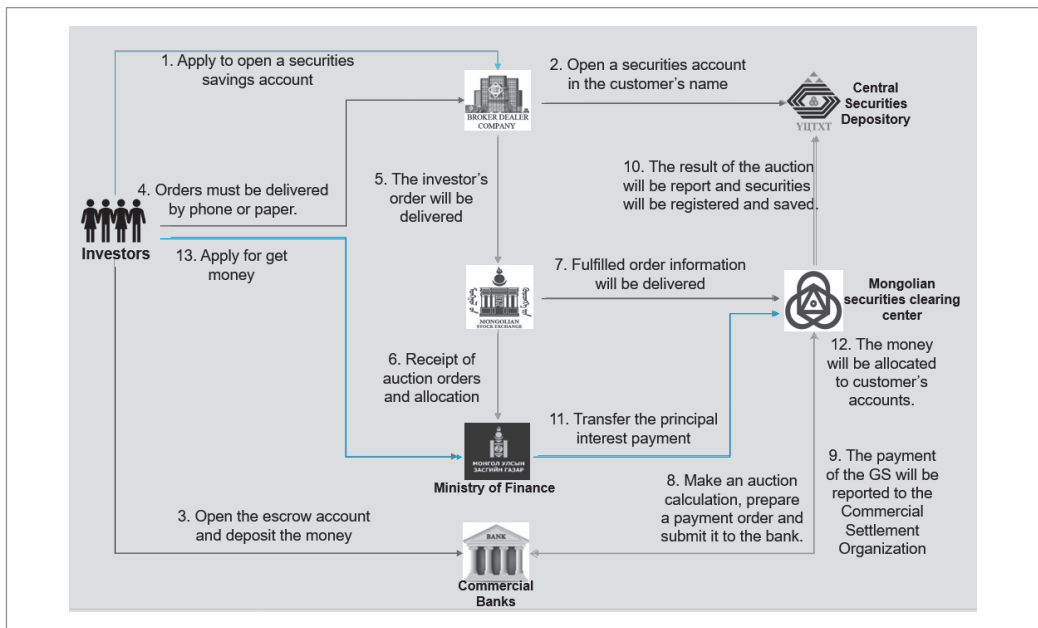 1. Apply to open a securities
savings account
2. Open a securities account
in the customer's name
BROKER DEALER
COMPANY
УЦТХТ
Central
Securities
Depository
4. Orders must be delivered
by phone or paper.
5. The investor's
order will be
delivered
10. The result of the auction
will be report and securities
will be registered and saved.
Investors
13. Apply for get
money
7. Fulfilled order information
will be delivered
MONGOLIAN
STOCK EXCHANGE
Mongolian
securities clearing
center
6. Receipt of
auction orders
and allocation
12. The money
will be allocated
to customer's
accounts.
11. Transfer the principal
interest payment
МОНГОЛ УЛСЫН
ЗАСГИЙН ГАЗАР
Ministry of Finance
8. Make an auction
calculation, prepare
a payment order and
submit it to the bank.
9. The payment
of the GS will be
reported to the
Commercial
Settlement
Organization
3. Open the escrow account
and deposit the money
BANK
Commercial
Banks